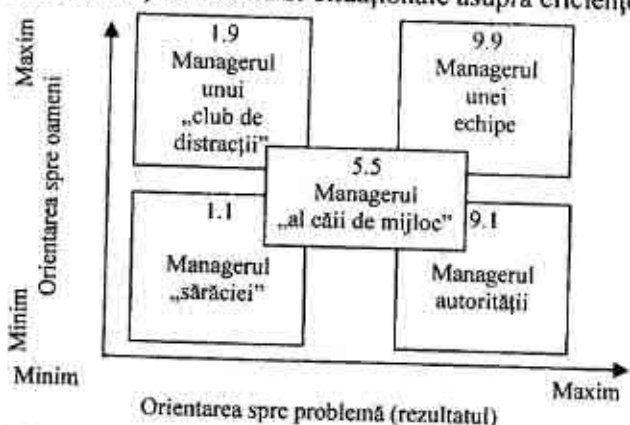 situaționale asupra
Maxim
Orientarea spre oameni
Minim
1.9
Managerul
unui
„club de
distracții”
9.9
Managerul
unei
echipe
5.5
Managerul
„al căii de mijloc”
1.1
Managerul
„sărăciei”
9.1
Managerul
autorității
Minim
Maxim
Orientarea spre problemă (rezultatul)